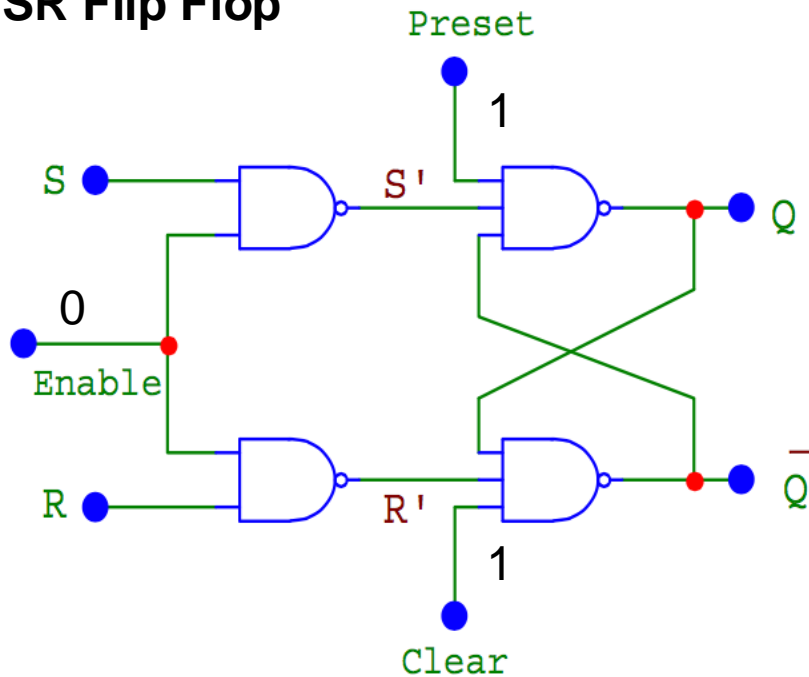 SR Flip Flop
Preset
1
S
S'
Q
0
Enable
R
R'
Q̅
1
Clear